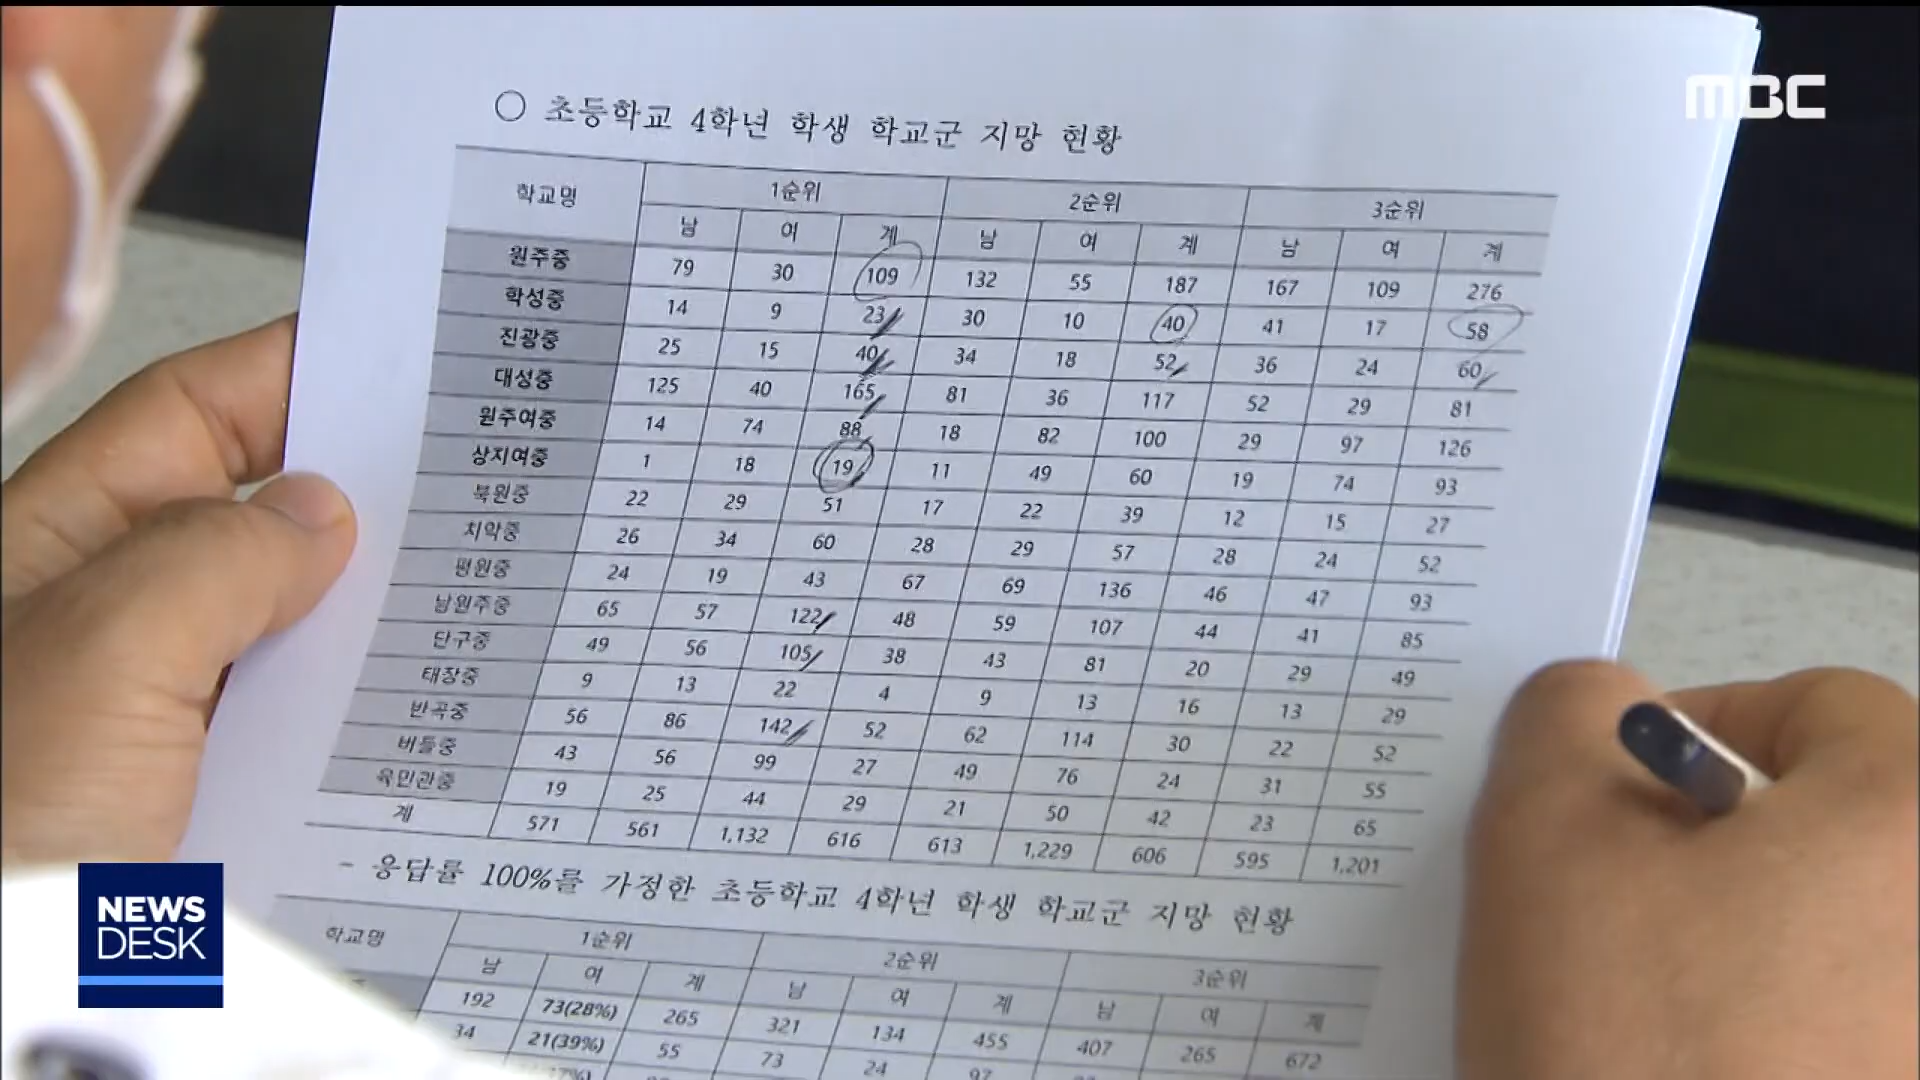 MBC
○ 초등학교 4학년 학생 학교군 지망 현황
학교명 1순위 2순위 3순위
남 여 계 남 여 계 남 여 계
원주중 79 30 109 132 55 187 167 109 276
학성중 14 9 23 30 10 40 41 17 58
진광중 25 15 40 34 18 52 36 24 60
대성중 125 40 165 81 36 117 52 29 81
원주여중 14 74 88 18 82 100 29 97 126
상지여중 1 18 19 11 49 60 19 74 93
북원중 22 29 51 17 22 39 12 15 27
치악중 26 34 60 28 29 57 28 24 52
평원중 24 19 43 67 69 136 46 47 93
남원주중 65 57 122 48 59 107 44 41 85
단구중 49 56 105 38 43 81 20 29 49
태장중 9 13 22 4 9 13 16 13 29
반곡중 56 86 142 52 62 114 30 22 52
버들중 43 56 99 27 49 76 24 31 55
육민관중 19 25 44 29 21 50 42 23 65
계 571 561 1,132 616 613 1,229 606 595 1,201
- 응답률 100%를 가정한 초등학교 4학년 학생 학교군 지망 현황
학교명 1순위 2순위 3순위
남 여 계 남 여 계 남 여 계
192 73(28%) 265 321 134 455 407 265 672
34 21(39%) 55 73 24 97
NEWS
DESK